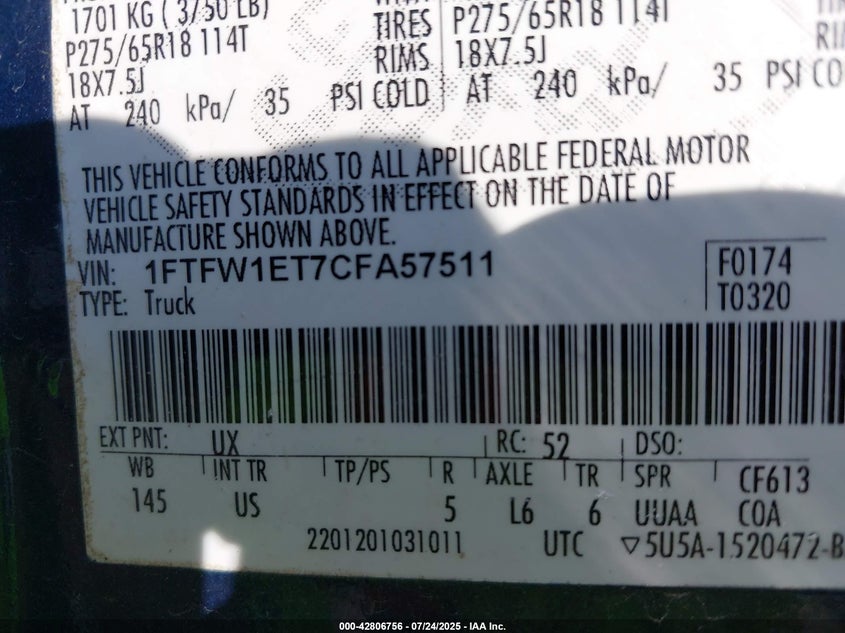 1701 KG ( 3750 LB)
P275/65R18 114T TIRES P275/65R18 114T
18X7.5J RIMS 18X7.5J
AT 240 kPa/ 35 PSI COLD AT 240 kPa/ 35 PSI
THIS VEHICLE CONFORMS TO ALL APPLICABLE FEDERAL MOTOR
VEHICLE SAFETY STANDARDS IN EFFECT ON THE DATE OF
MANUFACTURE SHOWN ABOVE.
VIN: 1FTFW1ET7CFA57511 F0174
TYPE: Truck T0320
EXT PNT: UX RC: 52 DSO:
WB INT TR TP/PS R AXLE TR SPR CF613
145 US 5 L6 6 UUAA COA
2201201031011 UTC ▽5U5A-1520472-B
000-42806756 - 07/24/2025 - IAA Inc.